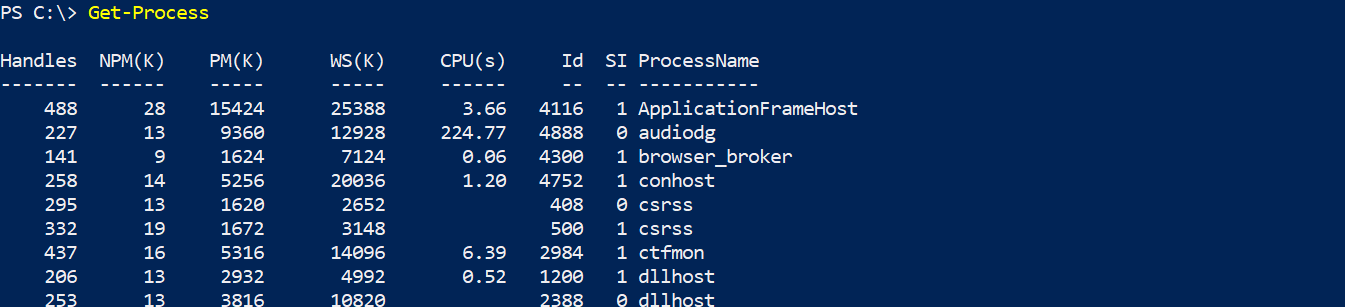 PS C:\> Get-Process
Handles NPM(K) PM(K) WS(K) CPU(s) Id SI ProcessName
------- ------ ----- ----- ------ -- -- -----------
488 28 15424 25388 3.66 4116 1 ApplicationFrameHost
227 13 9360 12928 224.77 4888 0 audiodg
141 9 1624 7124 0.06 4300 1 browser_broker
258 14 5256 20036 1.20 4752 1 conhost
295 13 1620 2652 408 0 csrss
332 19 1672 3148 500 1 csrss
437 16 5316 14096 6.39 2984 1 ctfmon
206 13 2932 4992 0.52 1200 1 dllhost
253 13 3816 10820 2388 0 dllhost